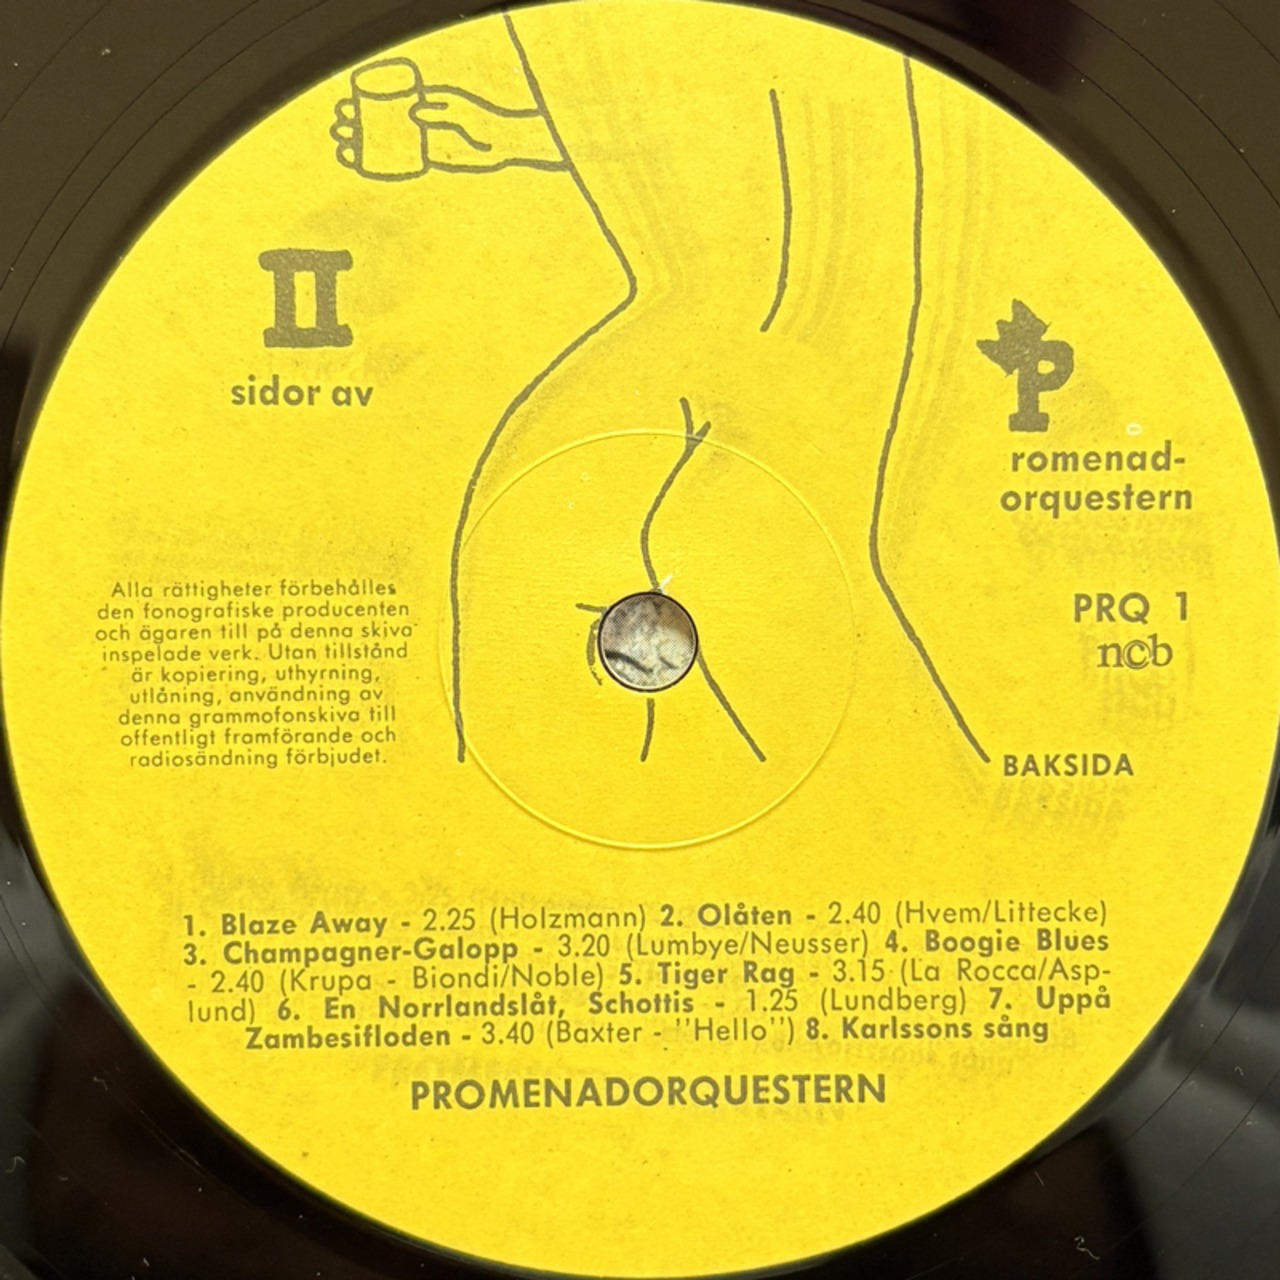 II
sidor av
P
romenad-
orquestern
PRQ 1
ncb
Alla rättigheter förbehålles
den fonografiske producenten
och ägaren till på denna skiva
inspelade verk. Utan tillstånd
är kopiering, uthyrning,
utlåning, användning av
denna grammofonskiva till
offentligt framförande och
radiosändning förbjudet.
BAKSIDA
1. Blaze Away - 2.25 (Holzmann) 2. Olåten - 2.40 (Hvem/Littecke)
3. Champagner-Galopp - 3.20 (Lumbye/Neusser) 4. Boogie Blues
- 2.40 (Krupa - Biondi/Noble) 5. Tiger Rag - 3.15 (La Rocca/Asp-
lund) 6. En Norrlandslåt, Schottis - 1.25 (Lundberg) 7. Uppå
Zambesifloden - 3.40 (Baxter - "Hello") 8. Karlssons sång
PROMENADORQUESTERN